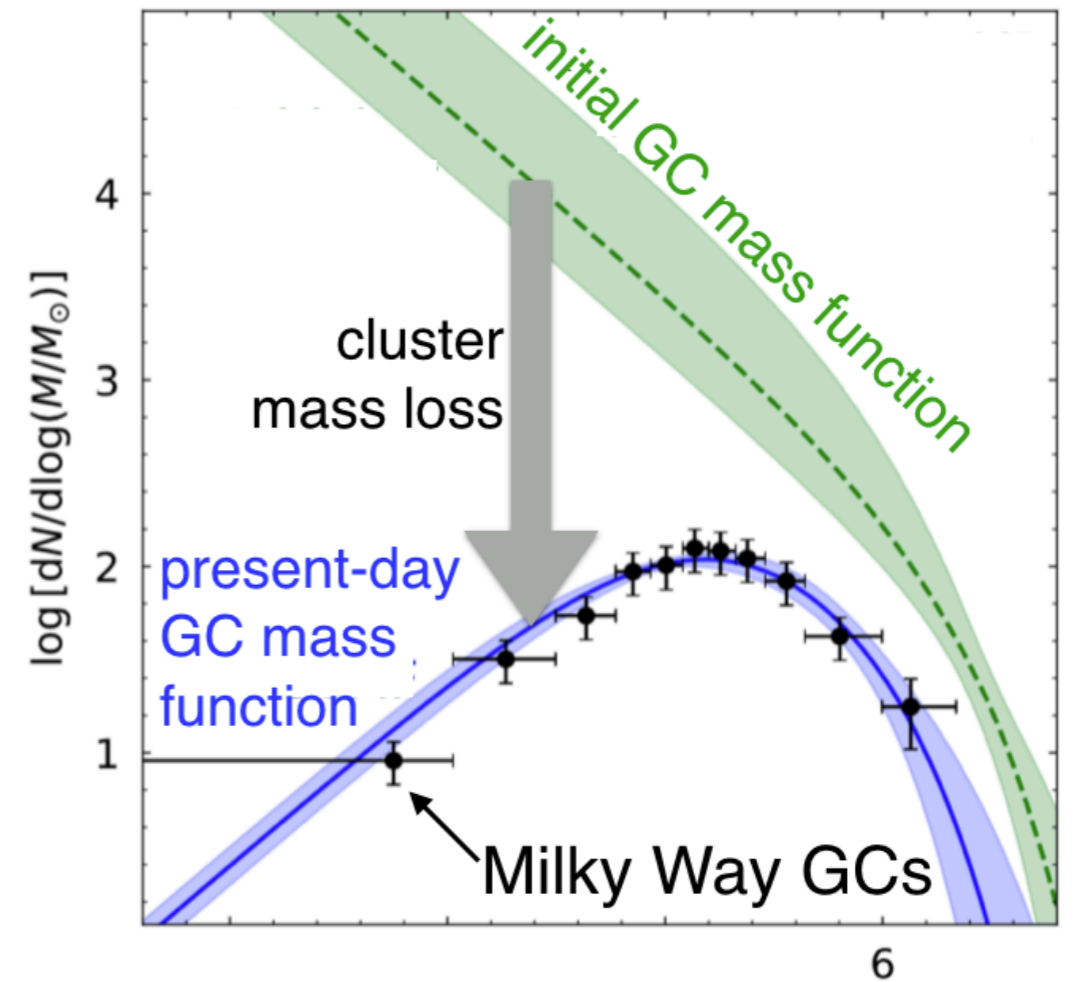 initial GC mass function
4
cluster
mass loss
3
log [dN/dlog(M/M☉)]
present-day
GC mass
function
2
1
Milky Way GCs
6